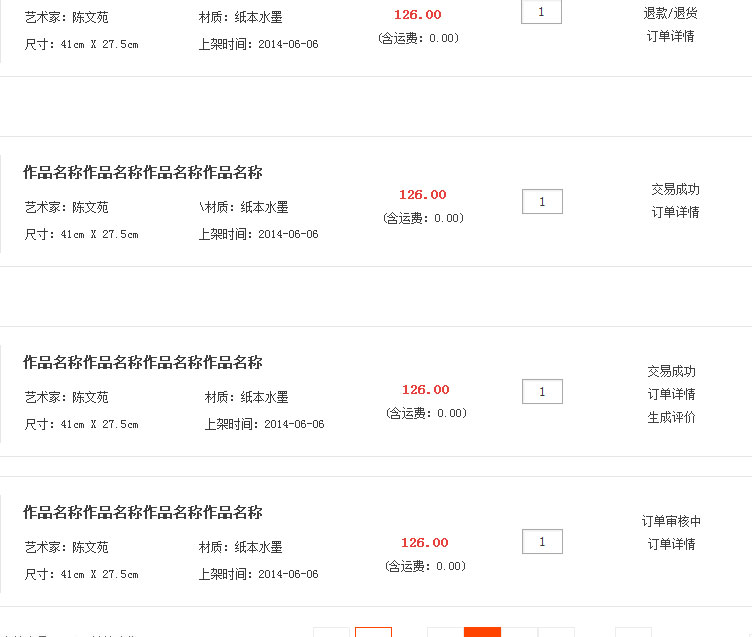 艺术家：陈文苑 材质：纸本水墨 126.00 1 退款/退货
尺寸：41cm X 27.5cm 上架时间：2014-06-06 (含运费：0.00) 订单详情
作品名称作品名称作品名称作品名称
艺术家：陈文苑 \材质：纸本水墨 126.00 1 交易成功
尺寸：41cm X 27.5cm 上架时间：2014-06-06 (含运费：0.00) 订单详情
作品名称作品名称作品名称作品名称
交易成功
艺术家：陈文苑 材质：纸本水墨 126.00 1 订单详情
尺寸：41cm X 27.5cm 上架时间：2014-06-06 (含运费：0.00) 生成评价
作品名称作品名称作品名称作品名称
订单审核中
艺术家：陈文苑 材质：纸本水墨 126.00 1 订单详情
尺寸：41cm X 27.5cm 上架时间：2014-06-06 (含运费：0.00)